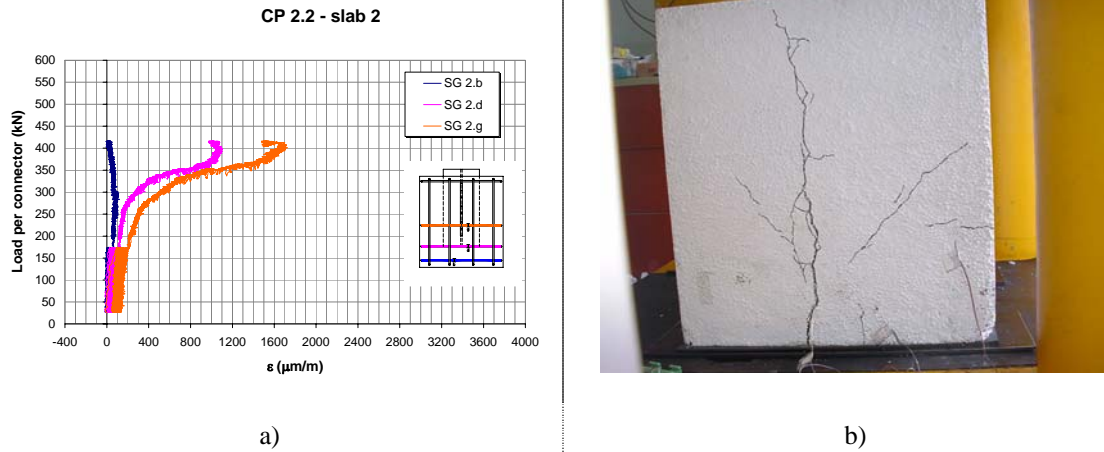 CP 2.2 - slab 2
Load per connector (kN)
600
550
500
450
400
350
300
250
200
150
100
50
0
-400 0 400 800 1200 1600 2000 2400 2800 3200 3600 4000
ε (μm/m)
SG 2.b
SG 2.d
SG 2.g
a)
b)